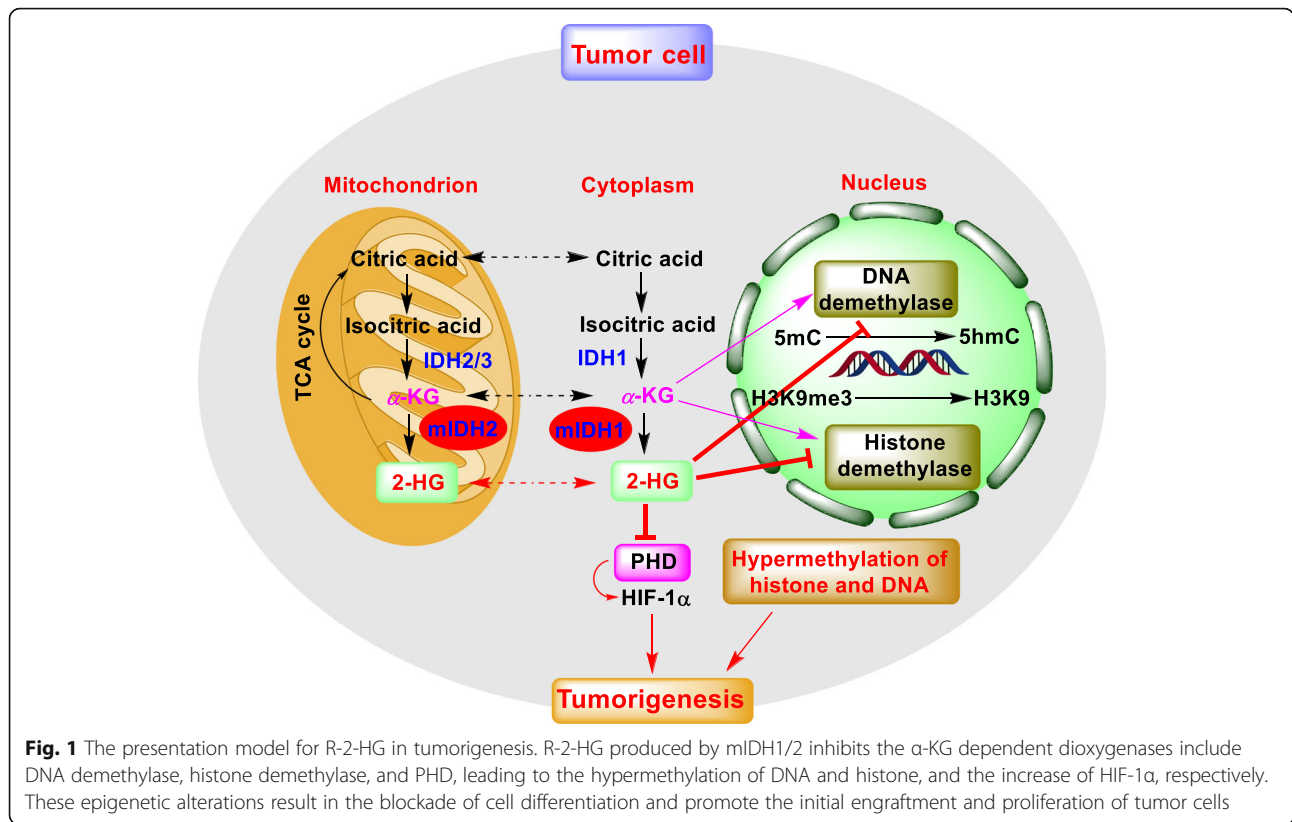 Tumor cell
Mitochondrion
Cytoplasm
Nucleus
TCA cycle
Citric acid
Isocitric acid
IDH2/3
α-KG
mIDH2
2-HG
Citric acid
Isocitric acid
IDH1
α-KG
mIDH1
2-HG
PHD
HIF-1α
DNA
demethylase
5mC
5hmC
H3K9me3
H3K9
Histone
demethylase
Hypermethylation of
histone and DNA
Tumorigenesis
Fig. 1 The presentation model for R-2-HG in tumorigenesis. R-2-HG produced by mIDH1/2 inhibits the α-KG dependent dioxygenases include
DNA demethylase, histone demethylase, and PHD, leading to the hypermethylation of DNA and histone, and the increase of HIF-1α, respectively.
These epigenetic alterations result in the blockade of cell differentiation and promote the initial engraftment and proliferation of tumor cells